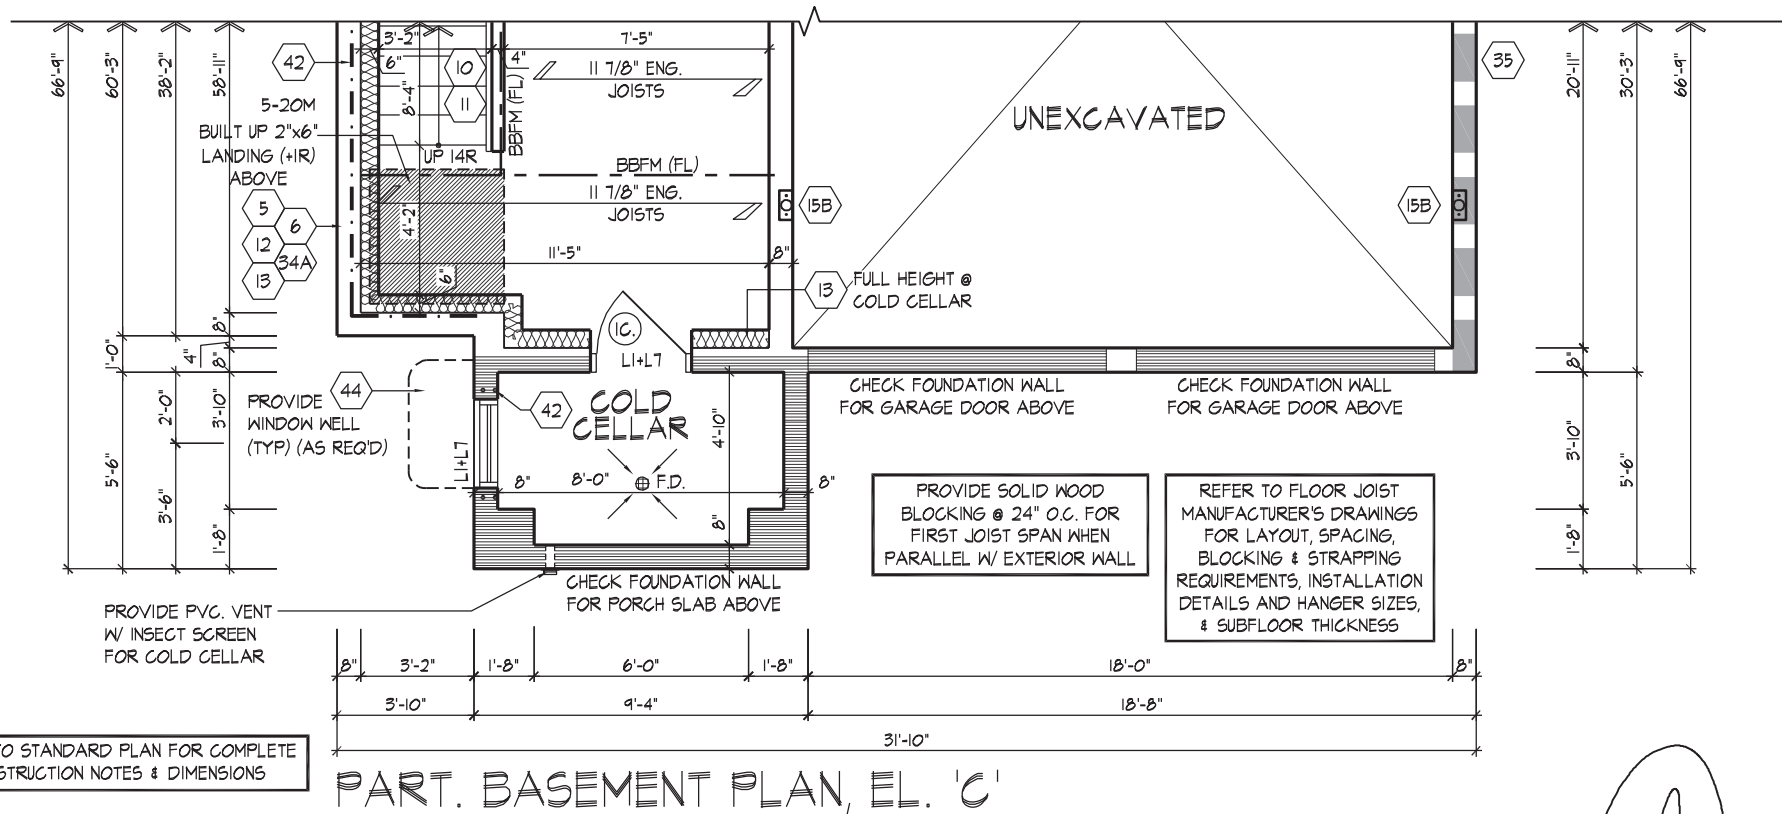 66'-9"
60'-3"
38'-2"
58'-11"
42
3'-2"
6"
8'-4"
10
11
4"
BBFM (FL)
7'-5"
11 7/8" ENG.
JOISTS
UNEXCAVATED
35
20'-11"
30'-3"
66'-9"
5-20M
BUILT UP 2"x6"
LANDING (+1R)
ABOVE
UP 14R
BBFM (FL)
11 7/8" ENG.
JOISTS
15B
15B
5
6
12
34A
13
4'-2"
11'-5"
8"
6"
13
FULL HEIGHT @
COLD CELLAR
1C.
L1+L7
8"
1'-0"
4"
8"
8"
PROVIDE
WINDOW WELL
(TYP) (AS REQ'D)
44
42
COLD
CELLAR
4'-10"
CHECK FOUNDATION WALL
FOR GARAGE DOOR ABOVE
CHECK FOUNDATION WALL
FOR GARAGE DOOR ABOVE
2'-0"
3'-10"
5'-6"
3'-6"
1'-8"
L1+L7
8"
8'-0"
F.D.
8"
8"
3'-10"
5'-6"
1'-8"
PROVIDE SOLID WOOD
BLOCKING @ 24" O.C. FOR
FIRST JOIST SPAN WHEN
PARALLEL W/ EXTERIOR WALL
REFER TO FLOOR JOIST
MANUFACTURER'S DRAWINGS
FOR LAYOUT, SPACING,
BLOCKING & STRAPPING
REQUIREMENTS, INSTALLATION
DETAILS AND HANGER SIZES,
& SUBFLOOR THICKNESS
CHECK FOUNDATION WALL
FOR PORCH SLAB ABOVE
PROVIDE PVC. VENT
W/ INSECT SCREEN
FOR COLD CELLAR
8"
3'-2"
1'-8"
6'-0"
1'-8"
18'-0"
8"
3'-10"
9'-4"
18'-8"
31'-10"
TO STANDARD PLAN FOR COMPLETE
STRUCTION NOTES & DIMENSIONS
PART. BASEMENT PLAN, EL. 'C'